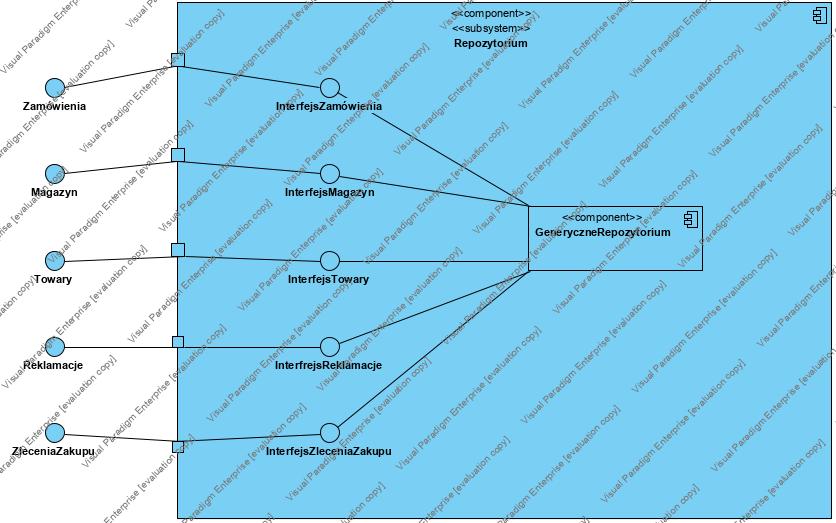 <<component>>
<<subsystem>>
Repozytorium
Zamówienia
InterfejsZamówienia
Magazyn
InterfejsMagazyn
<<component>>
GeneryczneRepozytorium
Towary
InterfejsTowary
Reklamacje
InterfrejsReklamacje
ZleceniaZakupu
InterfejsZleceniaZakupu
Visual Paradigm Enterprise [evaluation copy]